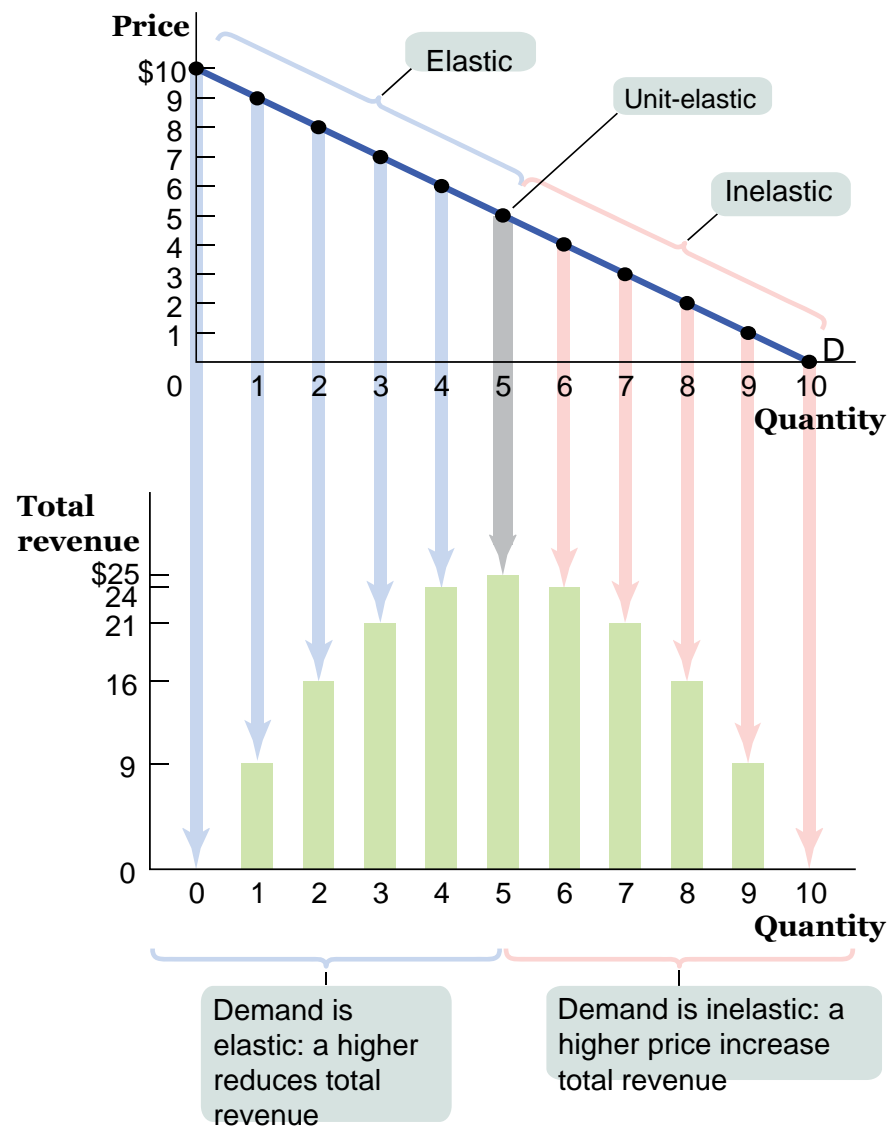 Price
Elastic
Unit-elastic
Inelastic
$10
9
8
7
6
5
4
3
2
1
D
0 1 2 3 4 5 6 7 8 9 10
Quantity
Total
revenue
$25
24
21
16
9
0
0 1 2 3 4 5 6 7 8 9 10
Quantity
Demand is
elastic: a higher
reduces total
revenue
Demand is inelastic: a
higher price increase
total revenue